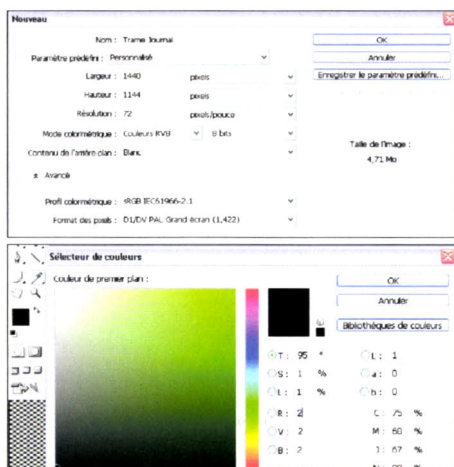 Nouveau
Nom : Trame Journal
OK
Paramètre prédéfini : Personnalisé
Annuler
Largeur : 1440 pixels
Enregistrer le paramètre prédéfini...
Hauteur : 1144 pixels
Résolution : 72 pixels/pouce
Mode colorimétrique : Couleurs RVB 8 bits
Taille de l'image :
Contenu de l'arrière-plan : Blanc
4,71 Mo
Avancé
Profil colorimétrique : sRGB IEC61966-2.1
Format des pixels : D1/DV PAL Grand écran (1,422)
Sélecteur de couleurs
Couleur de premier plan :
OK
Annuler
Bibliothèques de couleurs
T : 95 ° L : 1
S : 1 % a : 0
L : 1 % b : 0
R : 2 C : 75 %
V : 2 M : 68 %
B : 2 J : 67 %